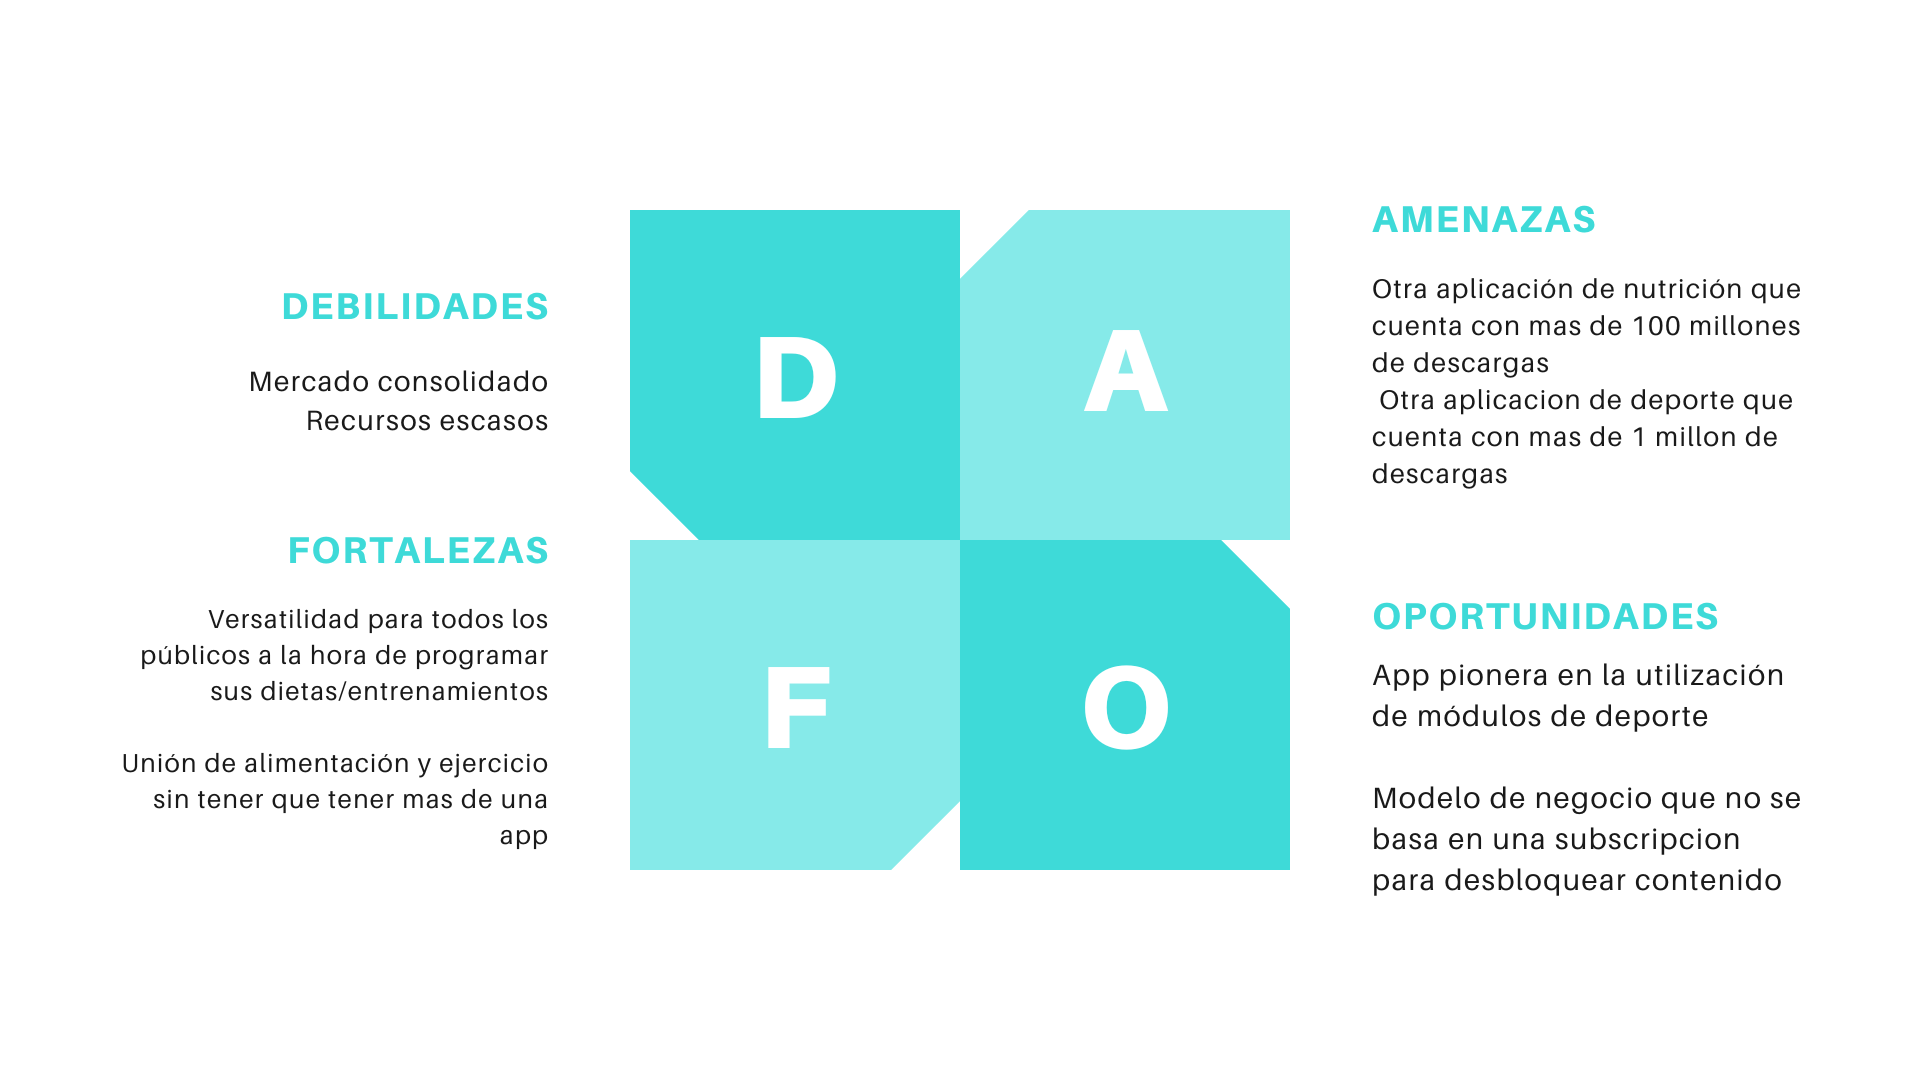 DEBILIDADES
Mercado consolidado
Recursos escasos
D
A
AMENAZAS
Otra aplicación de nutrición que
cuenta con mas de 100 millones
de descargas
Otra aplicacion de deporte que
cuenta con mas de 1 millon de
descargas
FORTALEZAS
Versatilidad para todos los
públicos a la hora de programar
sus dietas/entrenamientos
Unión de alimentación y ejercicio
sin tener que tener mas de una
app
F
O
OPORTUNIDADES
App pionera en la utilización
de módulos de deporte
Modelo de negocio que no se
basa en una subscripcion
para desbloquear contenido